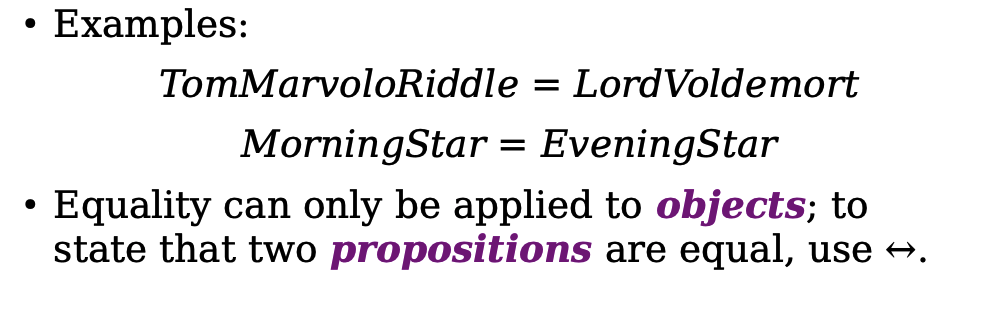 • Examples:
TomMarvoloRiddle = LordVoldemort
MorningStar = EveningStar
• Equality can only be applied to objects; to
state that two propositions are equal, use ↔.